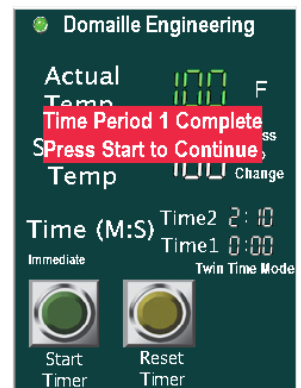 Domaille Engineering
Actual
Temp
100 F
Time Period 1 Complete
Press Start to Continue
Temp
100
Change
Time (M:S)
Time2 2:10
Time1 0:00
Immediate
Twin Time Mode
Start
Timer
Reset
Timer